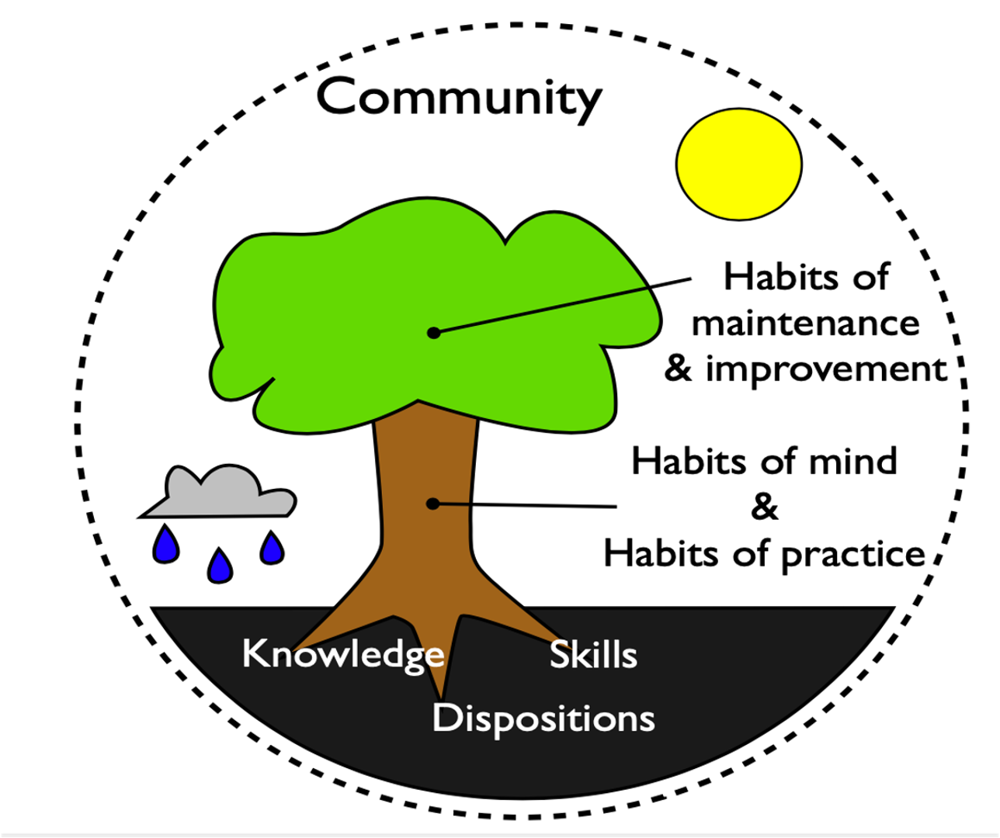 Community
Habits of
maintenance
& improvement
Habits of mind
&
Habits of practice
Knowledge
Skills
Dispositions